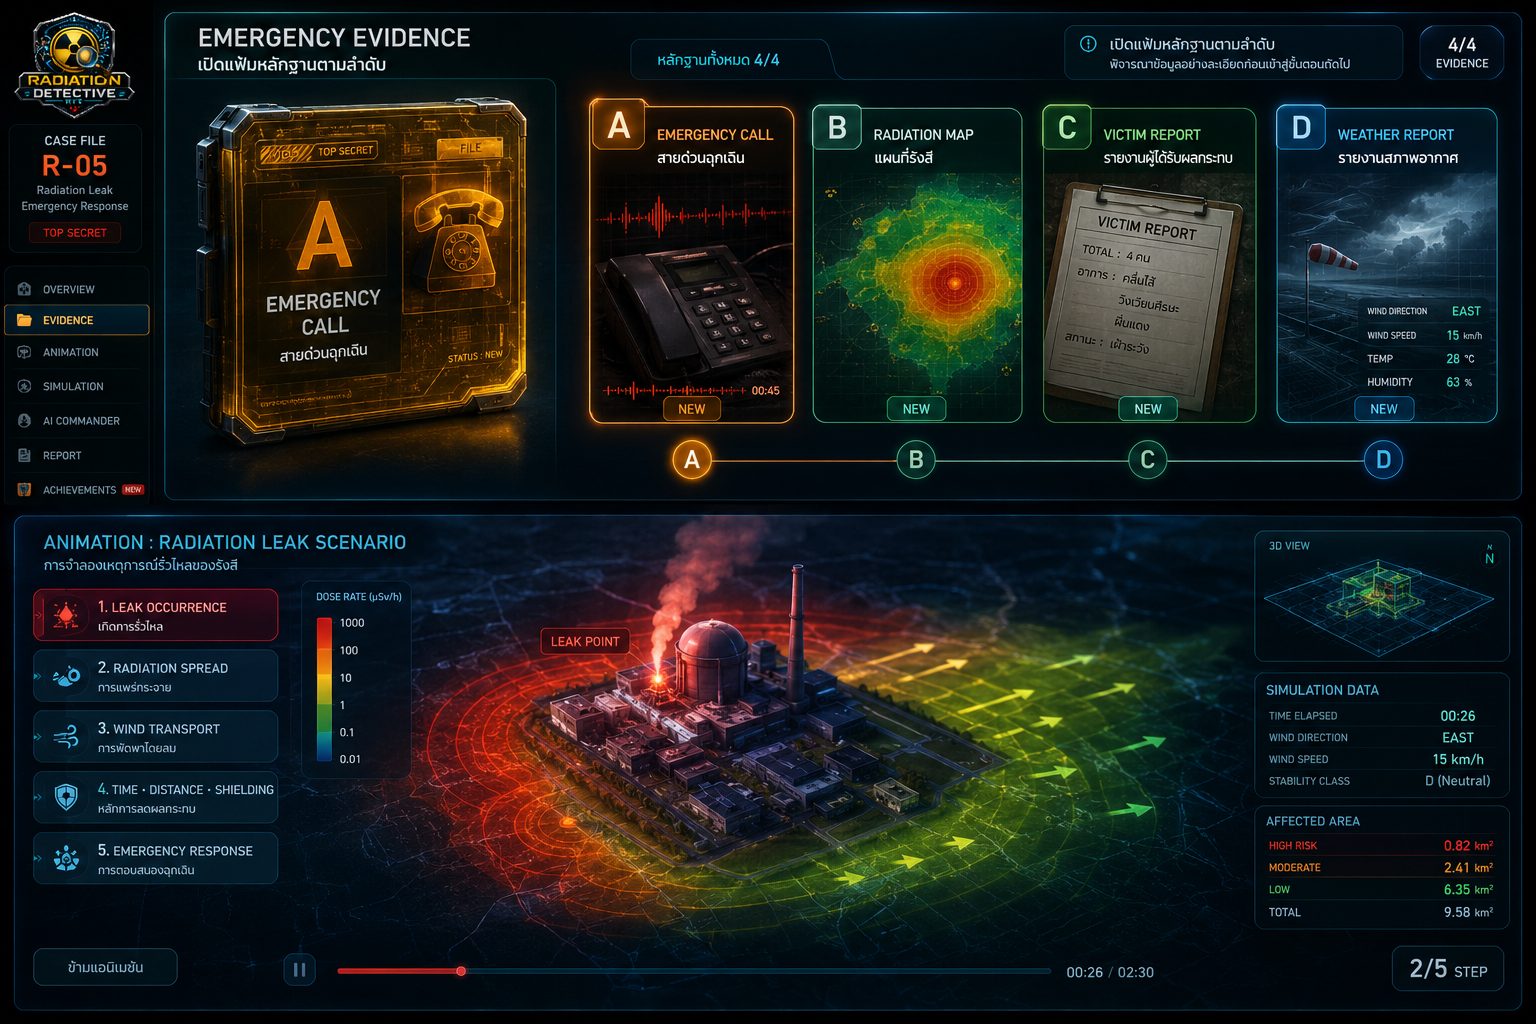 RADIATION
DETECTIVE
CASE FILE
R-05
Radiation Leak
Emergency Response
TOP SECRET
OVERVIEW
EVIDENCE
ANIMATION
SIMULATION
AI COMMANDER
REPORT
ACHIEVEMENTS NEW
EMERGENCY EVIDENCE
เปิดแฟ้มหลักฐานตามลำดับ
หลักฐานทั้งหมด 4/4
เปิดแฟ้มหลักฐานตามลำดับ
พิจารณาข้อมูลอย่างละเอียดก่อนเข้าสู่ขั้นตอนถัดไป
4/4
EVIDENCE
TOP SECRET
FILE
A
EMERGENCY
CALL
สายด่วนฉุกเฉิน
STATUS : NEW
A
EMERGENCY CALL
สายด่วนฉุกเฉิน
00:45
NEW
B
RADIATION MAP
แผนที่รังสี
NEW
C
VICTIM REPORT
รายงานผู้ได้รับผลกระทบ
VICTIM REPORT
TOTAL : 4 คน
อาการ : คลื่นไส้
วิงเวียนศีรษะ
ผื่นแดง
สถานะ : เฝ้าระวัง
NEW
D
WEATHER REPORT
รายงานสภาพอากาศ
WIND DIRECTION EAST
WIND SPEED 15 km/h
TEMP 28 °C
HUMIDITY 63 %
NEW
A B C D
ANIMATION : RADIATION LEAK SCENARIO
การจำลองเหตุการณ์รั่วไหลของรังสี
1. LEAK OCCURRENCE
เกิดการรั่วไหล
2. RADIATION SPREAD
การแพร่กระจาย
3. WIND TRANSPORT
การพัดพาโดยลม
4. TIME • DISTANCE • SHIELDING
หลักการลดผลกระทบ
5. EMERGENCY RESPONSE
การตอบสนองฉุกเฉิน
DOSE RATE (µSv/h)
1000
100
10
1
0.1
0.01
LEAK POINT
3D VIEW
N
SIMULATION DATA
TIME ELAPSED 00:26
WIND DIRECTION EAST
WIND SPEED 15 km/h
STABILITY CLASS D (Neutral)
AFFECTED AREA
HIGH RISK 0.82 km²
MODERATE 2.41 km²
LOW 6.35 km²
TOTAL 9.58 km²
ข้ามแอนิเมชัน
00:26 / 02:30
2/5 STEP